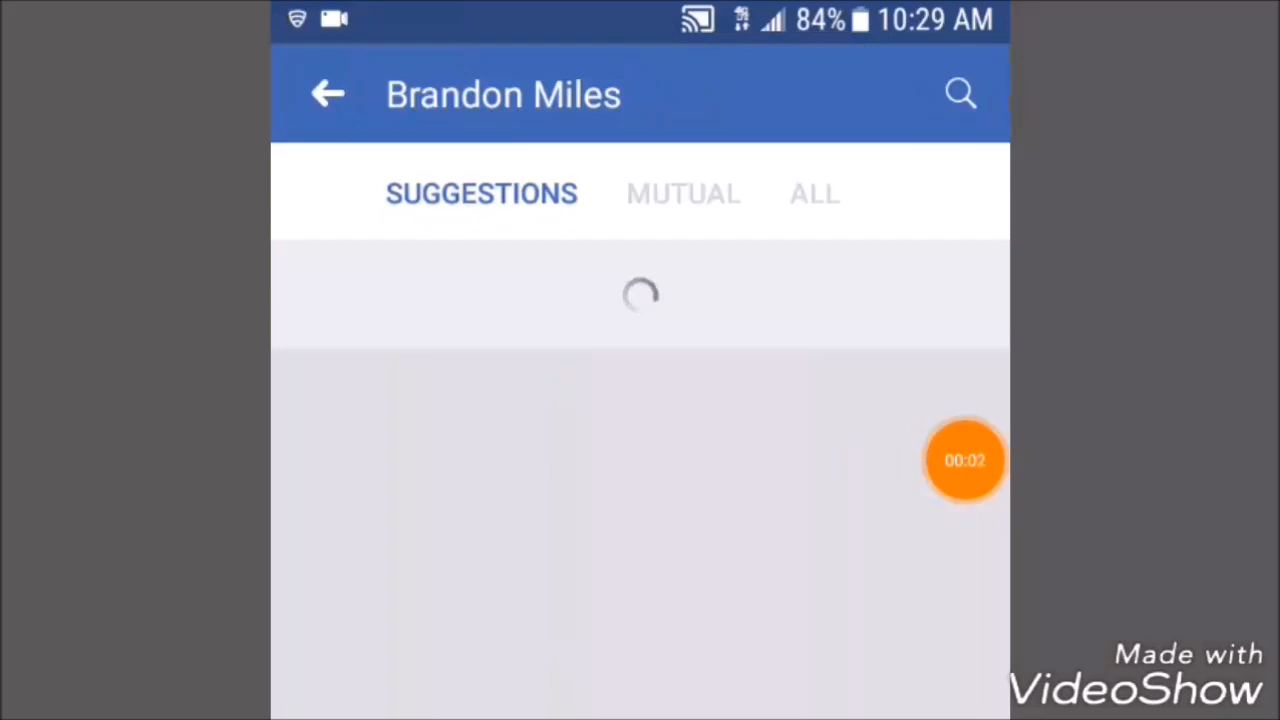 84% 10:29 AM
Brandon Miles
SUGGESTIONS MUTUAL ALL
00:02
Made with
VideoShow